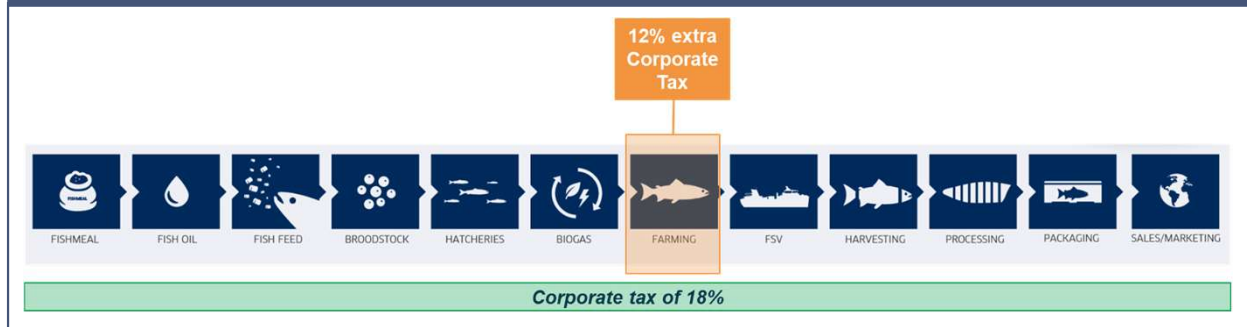 12% extra
Corporate
Tax
FISHMEAL
FISHMEAL
FISH OIL
FISH FEED
BROODSTOCK
HATCHERIES
BIOGAS
FARMING
FSV
HARVESTING
PROCESSING
PACKAGING
SALES/MARKETING
Corporate tax of 18%